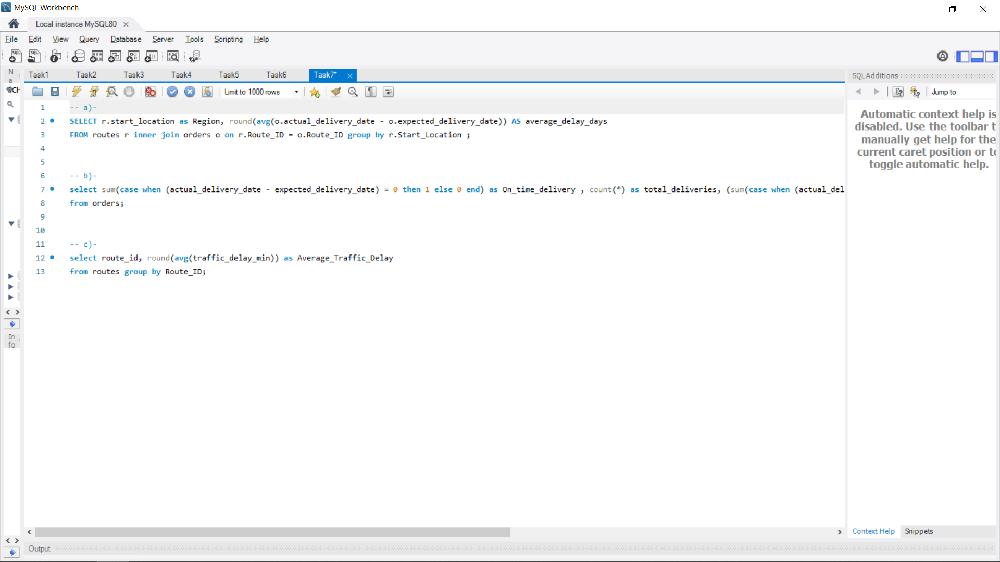 MySQL Workbench
Local instance MySQL80
File Edit View Query Database Server Tools Scripting Help
Task1 Task2 Task3 Task4 Task5 Task6 Task7*
SQLAdditions
N
a
SCH
Limit to 1000 rows
Jump to
1 -- a)-
2 SELECT r.start_location as Region, round(avg(o.actual_delivery_date - o.expected_delivery_date)) AS average_delay_days
3 FROM routes r inner join orders o on r.Route_ID = o.Route_ID group by r.Start_Location ;
4
5
6 -- b)-
7 select sum(case when (actual_delivery_date - expected_delivery_date) = 0 then 1 else 0 end) as On_time_delivery , count(*) as total_deliveries, (sum(case when (actual_del
8 from orders;
9
10
11 -- c)-
12 select route_id, round(avg(traffic_delay_min)) as Average_Traffic_Delay
13 from routes group by Route_ID;
Automatic context help is
disabled. Use the toolbar t
manually get help for the
current caret position or to
toggle automatic help.
In
fo
Context Help Snippets
Output